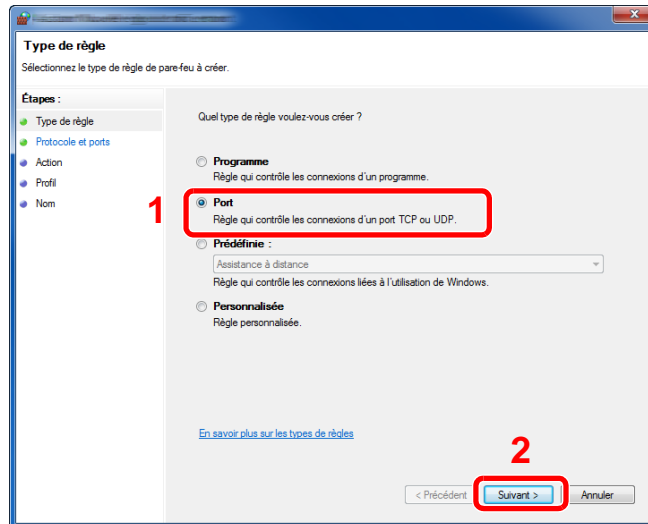 Type de règle
Sélectionnez le type de règle de pare-feu à créer.
Étapes :
Type de règle
Protocole et ports
Action
Profil
Nom
Quel type de règle voulez-vous créer ?
Programme
Règle qui contrôle les connexions d'un programme.
1
Port
Règle qui contrôle les connexions d'un port TCP ou UDP.
Prédéfinie :
Assistance à distance
Règle qui contrôle les connexions liées à l'utilisation de Windows.
Personnalisée
Règle personnalisée.
En savoir plus sur les types de règles
2
< Précédent Suivant > Annuler